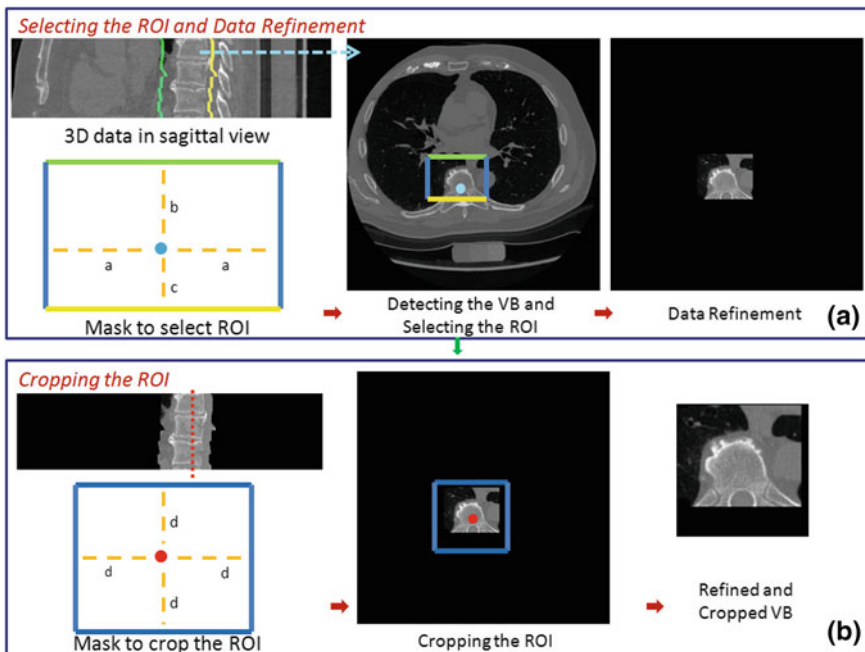 Selecting the ROI and Data Refinement
3D data in sagittal view
b
a
a
c
Mask to select ROI
Detecting the VB and
Selecting the ROI
Data Refinement
(a)
Cropping the ROI
d
d
d
d
Mask to crop the ROI
Cropping the ROI
Refined and
Cropped VB
(b)